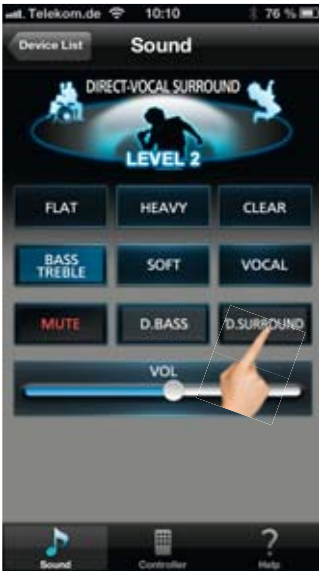 Telekom.de 10:10 76 %
Device List Sound
DIRECT-VOCAL SURROUND
LEVEL 2
FLAT HEAVY CLEAR
BASS TREBLE SOFT VOCAL
MUTE D.BASS D.SURROUND
VOL
Sound Controller Help